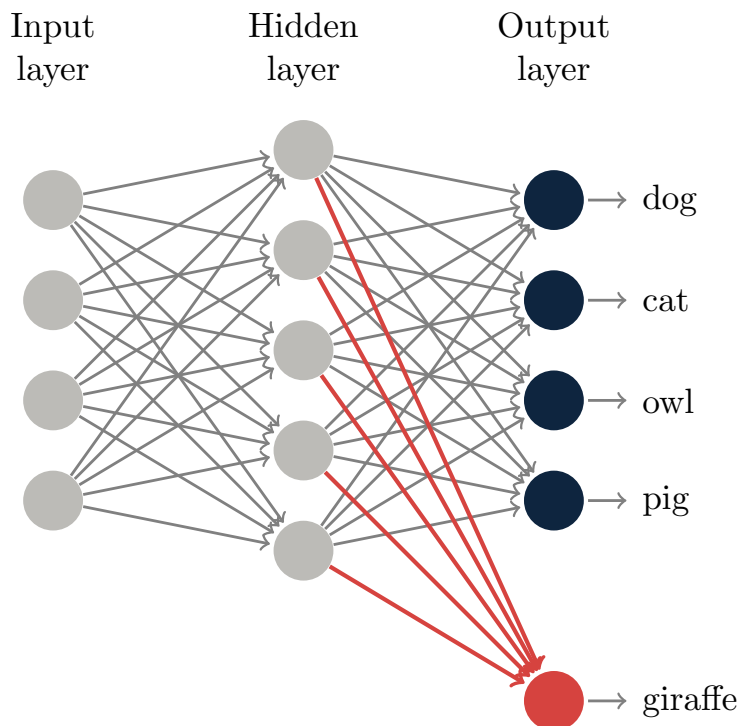 Input
layer
Hidden
layer
Output
layer
dog
cat
owl
pig
giraffe